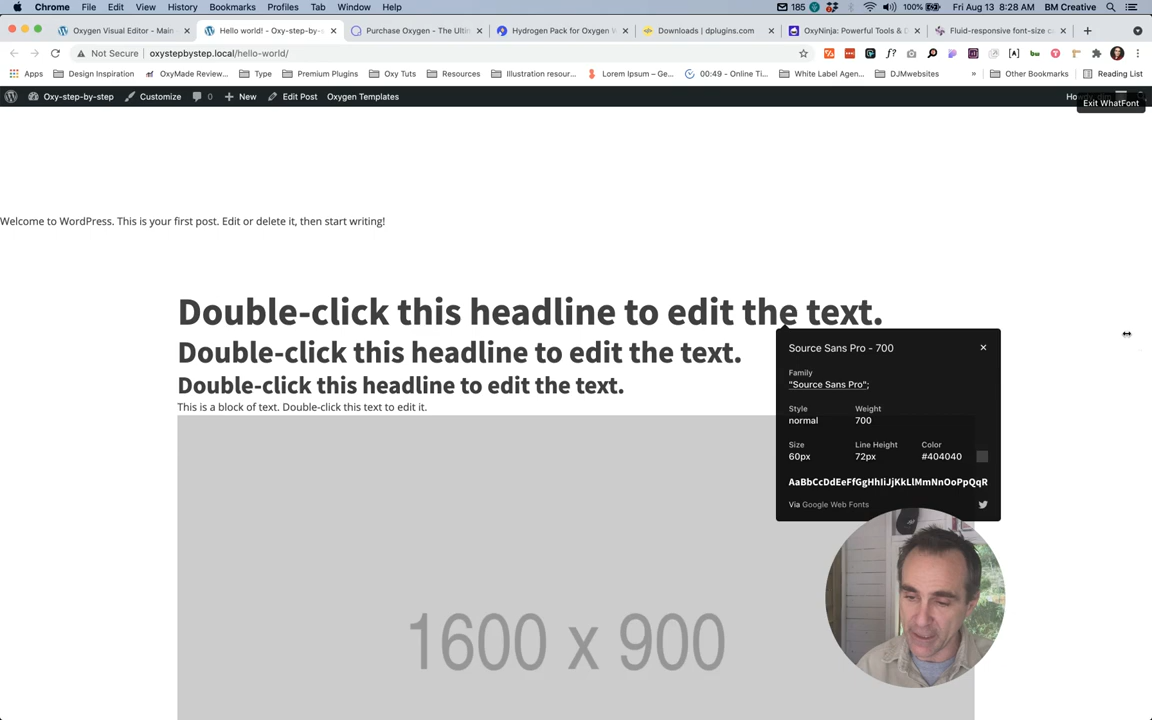 Chrome File Edit View History Bookmarks Profiles Tab Window Help 185 100% Fri Aug 13 8:28 AM BM Creative
Oxygen Visual Editor - Main Hello world! - Oxy-step-by-s Purchase Oxygen - The Ultin Hydrogen Pack for Oxygen W Downloads | dplugins.com OxyNinja: Powerful Tools & D Fluid-responsive font-size ca
Not Secure oxystepbystep.local/hello-world/
Apps Design Inspiration OxyMade Review... Type Premium Plugins Oxy Tuts Resources Illustration resour... Lorem Ipsum – Ge... 00:49 - Online Ti... White Label Agen... DJMwebsites » Other Bookmarks Reading List
Oxy-step-by-step Customize 0 New Edit Post Oxygen Templates
Exit WhatFont
Welcome to WordPress. This is your first post. Edit or delete it, then start writing!
Double-click this headline to edit the text.
Double-click this headline to edit the text.
Double-click this headline to edit the text.
This is a block of text. Double-click this text to edit it.
Source Sans Pro - 700
Family
"Source Sans Pro";
Style Weight
normal 700
Size Line Height Color
60px 72px #404040
AaBbCcDdEeFfGgHhIiJjKkLlMmNnOoPpQqR
Via Google Web Fonts
1600 x 900